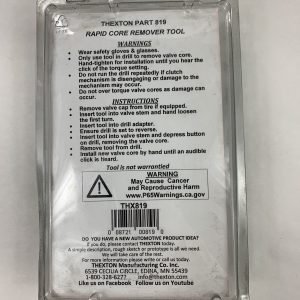 THEXTON PART 819
RAPID CORE REMOVER TOOL
WARNINGS
• Wear safety gloves & glasses.
• Only use tool in drill to remove valve core.
Hand-tighten for installation until you hear the
click of the torque setting.
• Do not run the drill repeatedly if clutch
mechanism is disengaging or damage to the
mechanism may occur.
• Do not over torque valve cores as damage can
occur.
INSTRUCTIONS
• Remove valve cap from tire if equipped.
• Insert tool into valve stem and hand loosen
the first turn.
• Insert tool into drill adapter.
• Ensure drill is set to reverse.
• Insert tool into valve stem and depress button
on drill, removing the valve core.
• Remove tool from drill.
• Install new valve core by hand until an audible
click is heard.
Tool is not warrantied
WARNING
May Cause Cancer
and Reproductive Harm
www.P65Warnings.ca.gov
THX819
0 09721 00819 0
DO YOU HAVE A NEW AUTOMOTIVE PRODUCT IDEA?
If you do, please contact THEXTON today.
A simple description, rough sketch or prototype is all we need.
We will take care of the rest.
For more information please write or call us today.
THEXTON Manufacturing Co. Inc.
6539 CECILIA CIRCLE, EDINA, MN 55439
1-800-328-6277 www.thexton.com
Like us on Facebook Follow us on Youtube